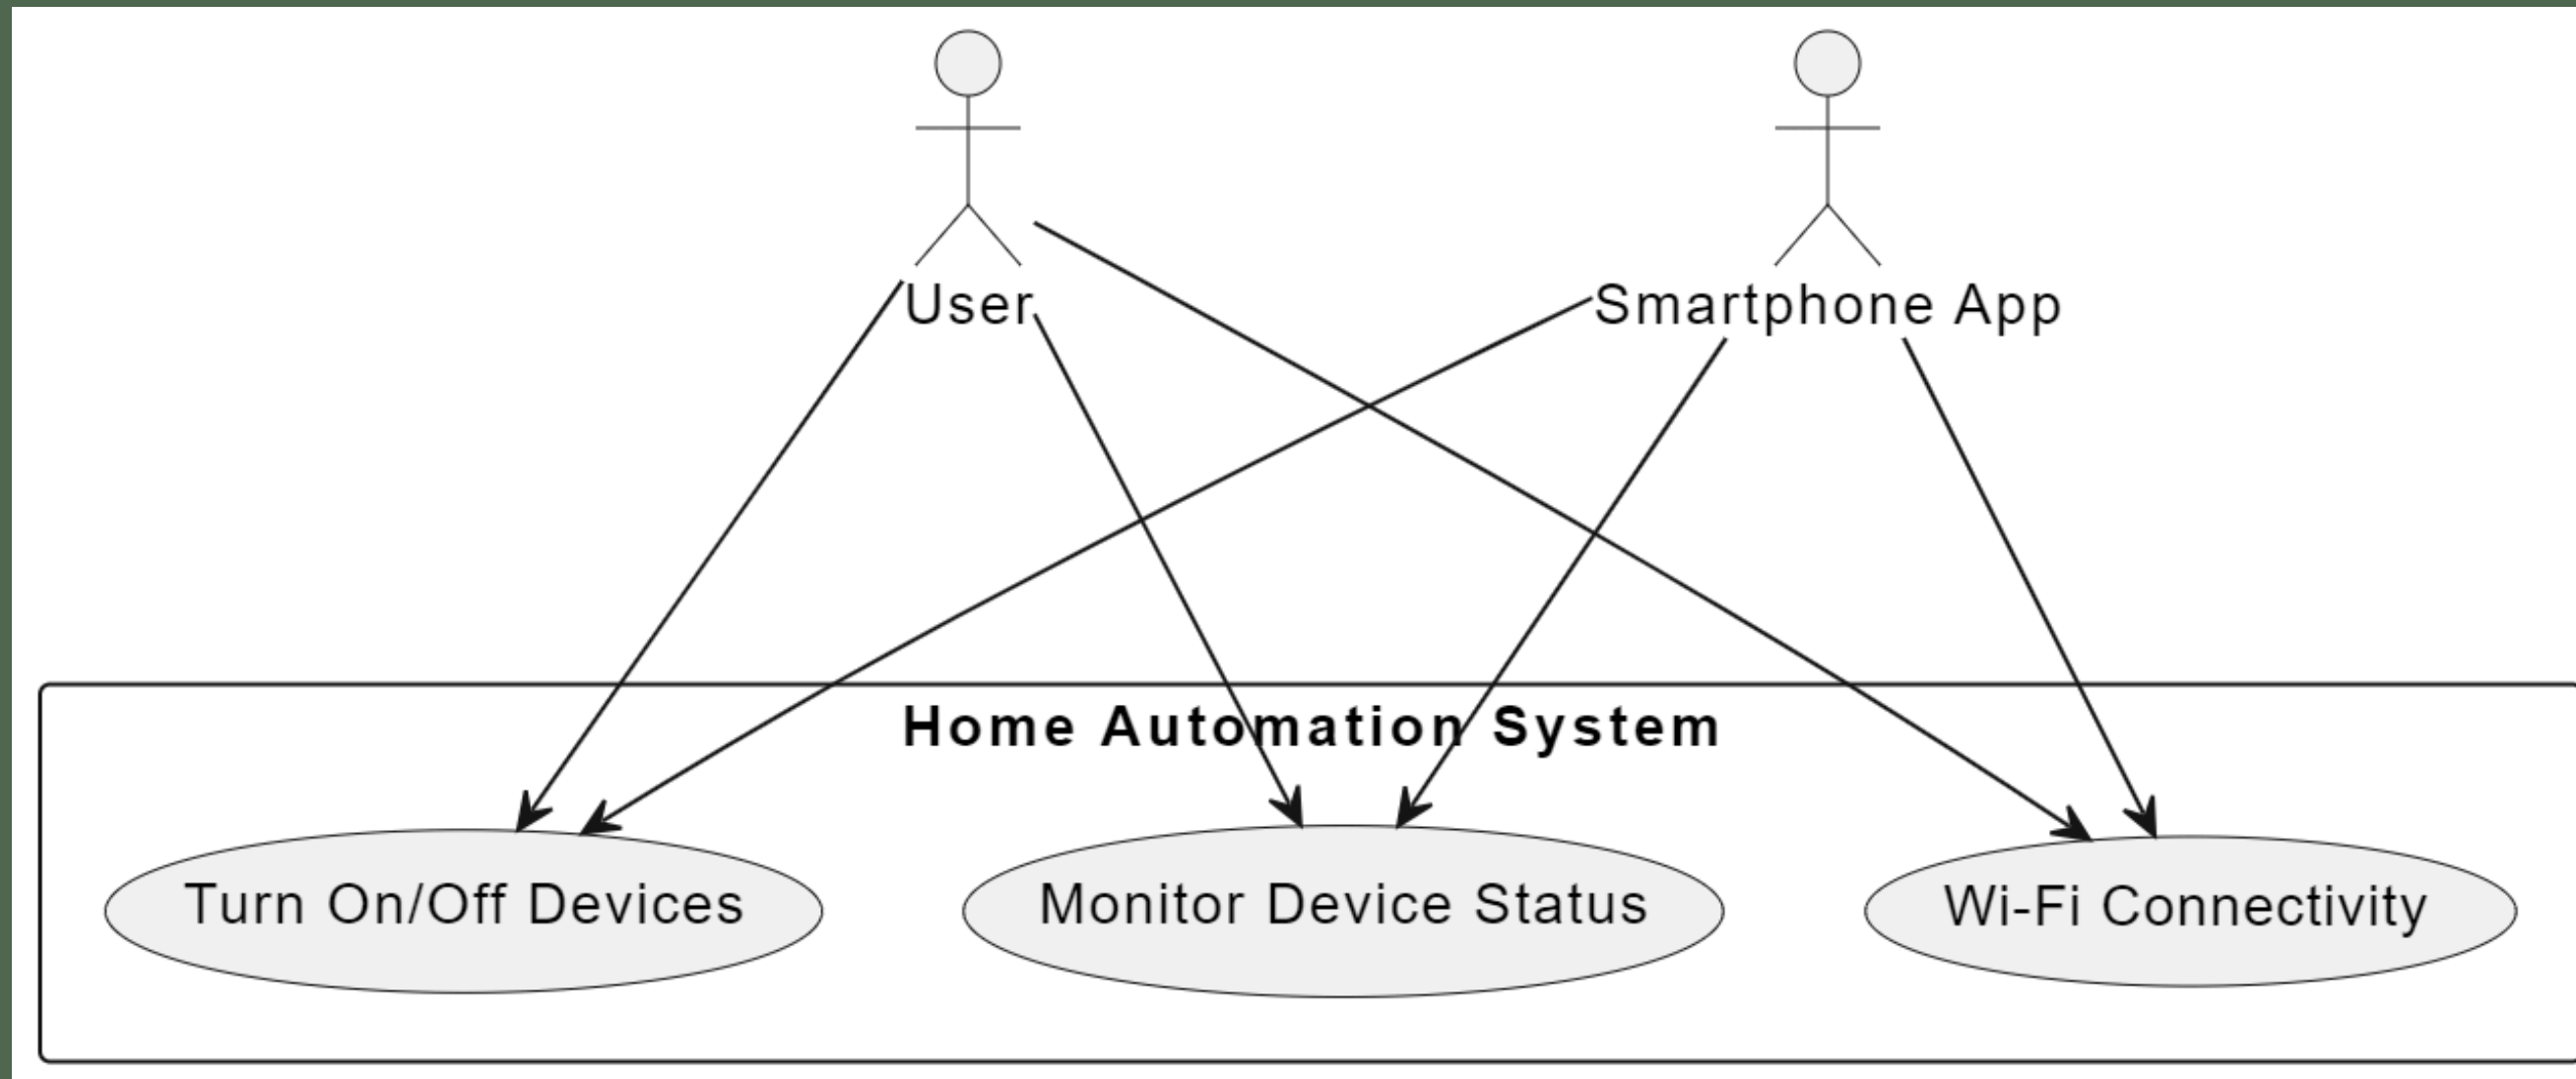 User
Smartphone App
Home Automation System
Turn On/Off Devices
Monitor Device Status
Wi-Fi Connectivity